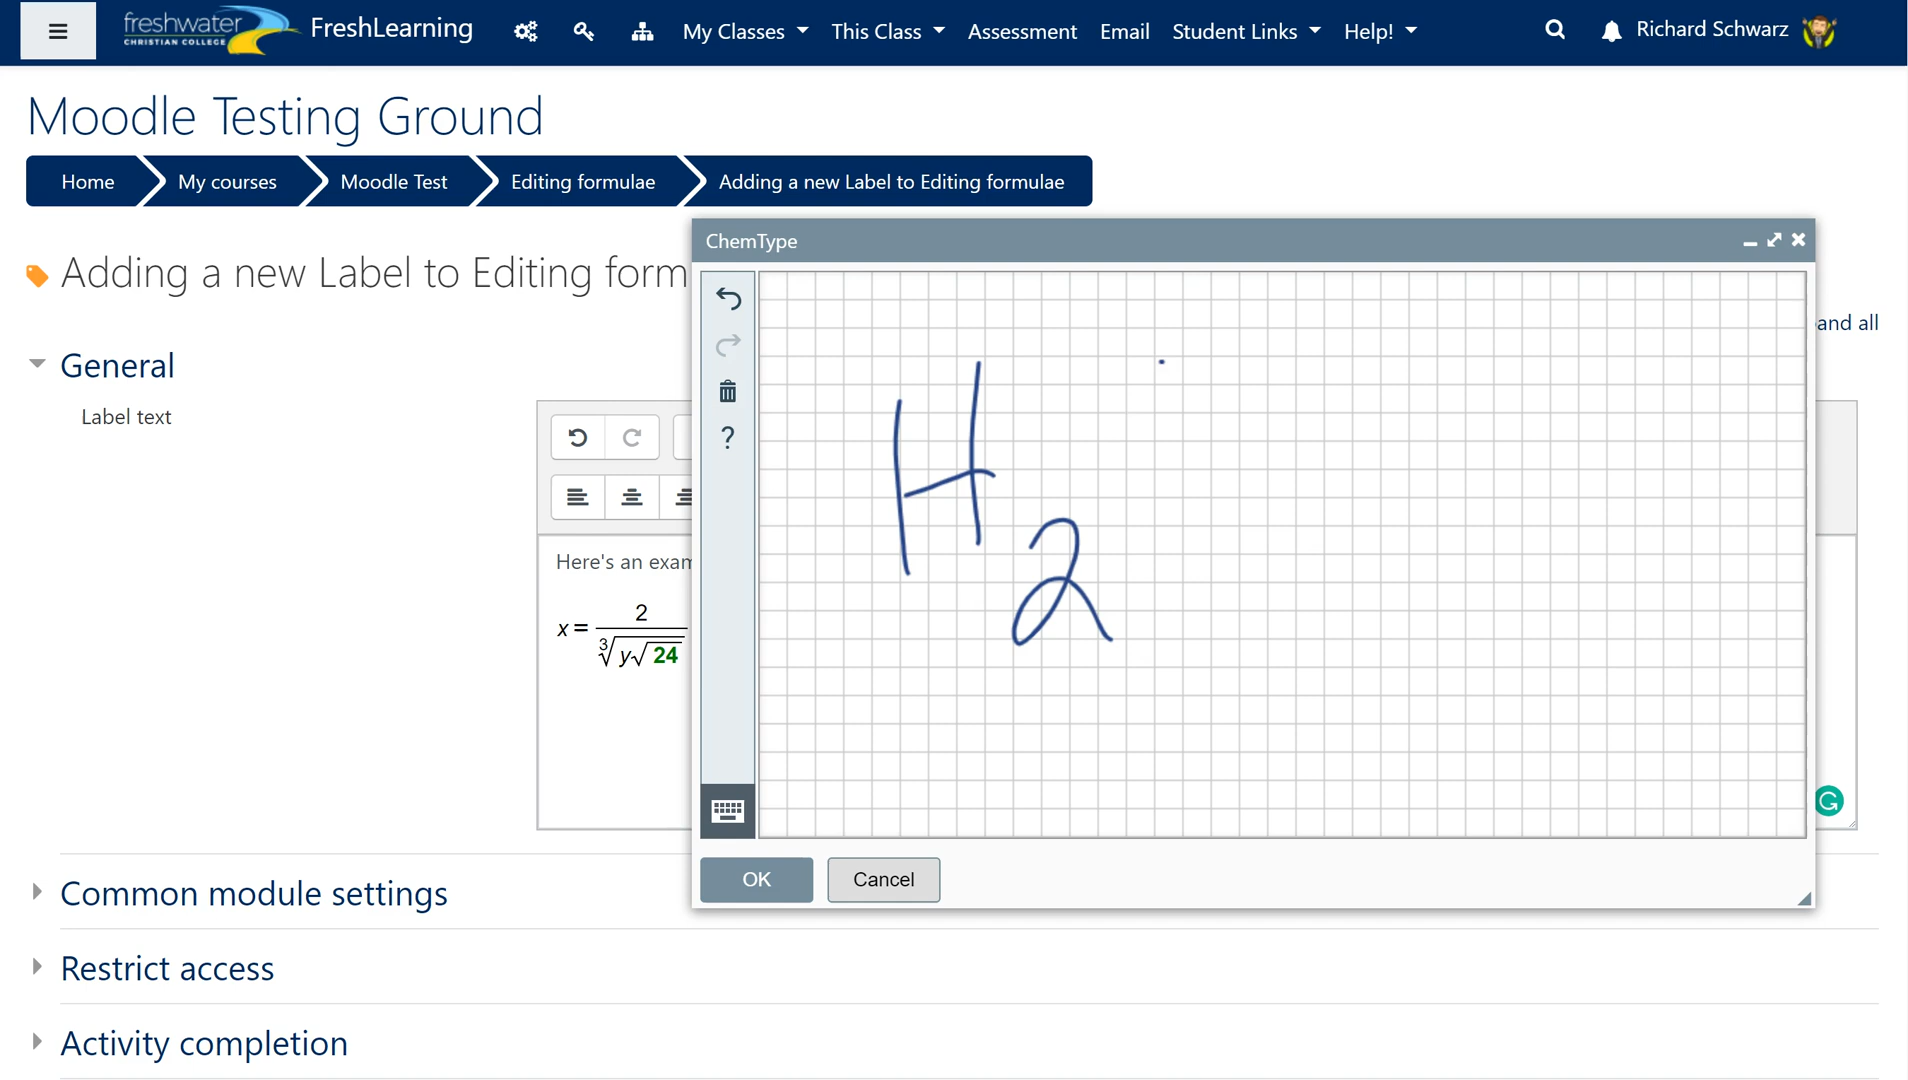 freshwater
CHRISTIAN COLLEGE
FreshLearning
My Classes
This Class
Assessment
Email
Student Links
Help!
Richard Schwarz
Moodle Testing Ground
Home
My courses
Moodle Test
Editing formulae
Adding a new Label to Editing formulae
Adding a new Label to Editing form
and all
General
Label text
ChemType
?
H2
Here's an exam
x = 2 / ∛(y√24)
G
OK
Cancel
Common module settings
Restrict access
Activity completion